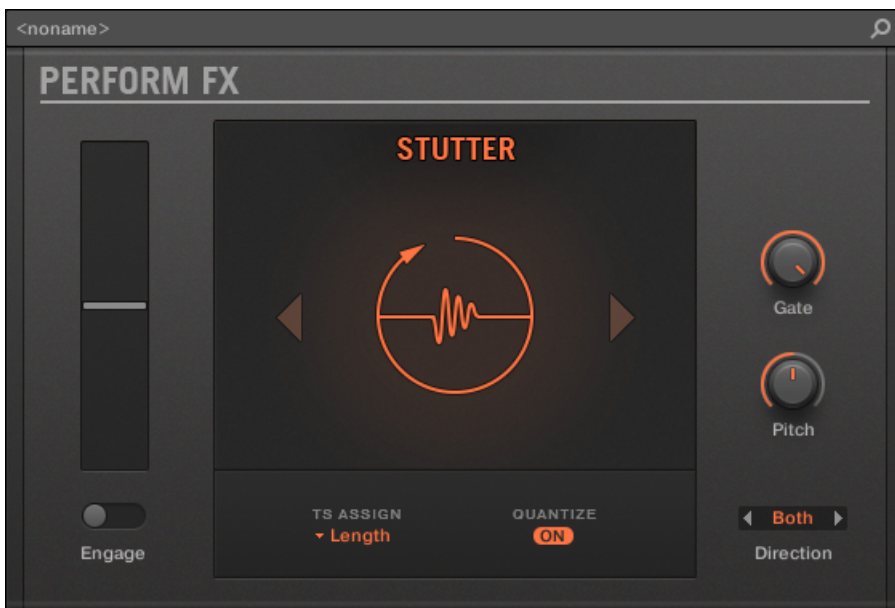 <noname>
PERFORM FX
STUTTER
Gate
Pitch
TS ASSIGN
Length
QUANTIZE
ON
Both
Engage
Direction